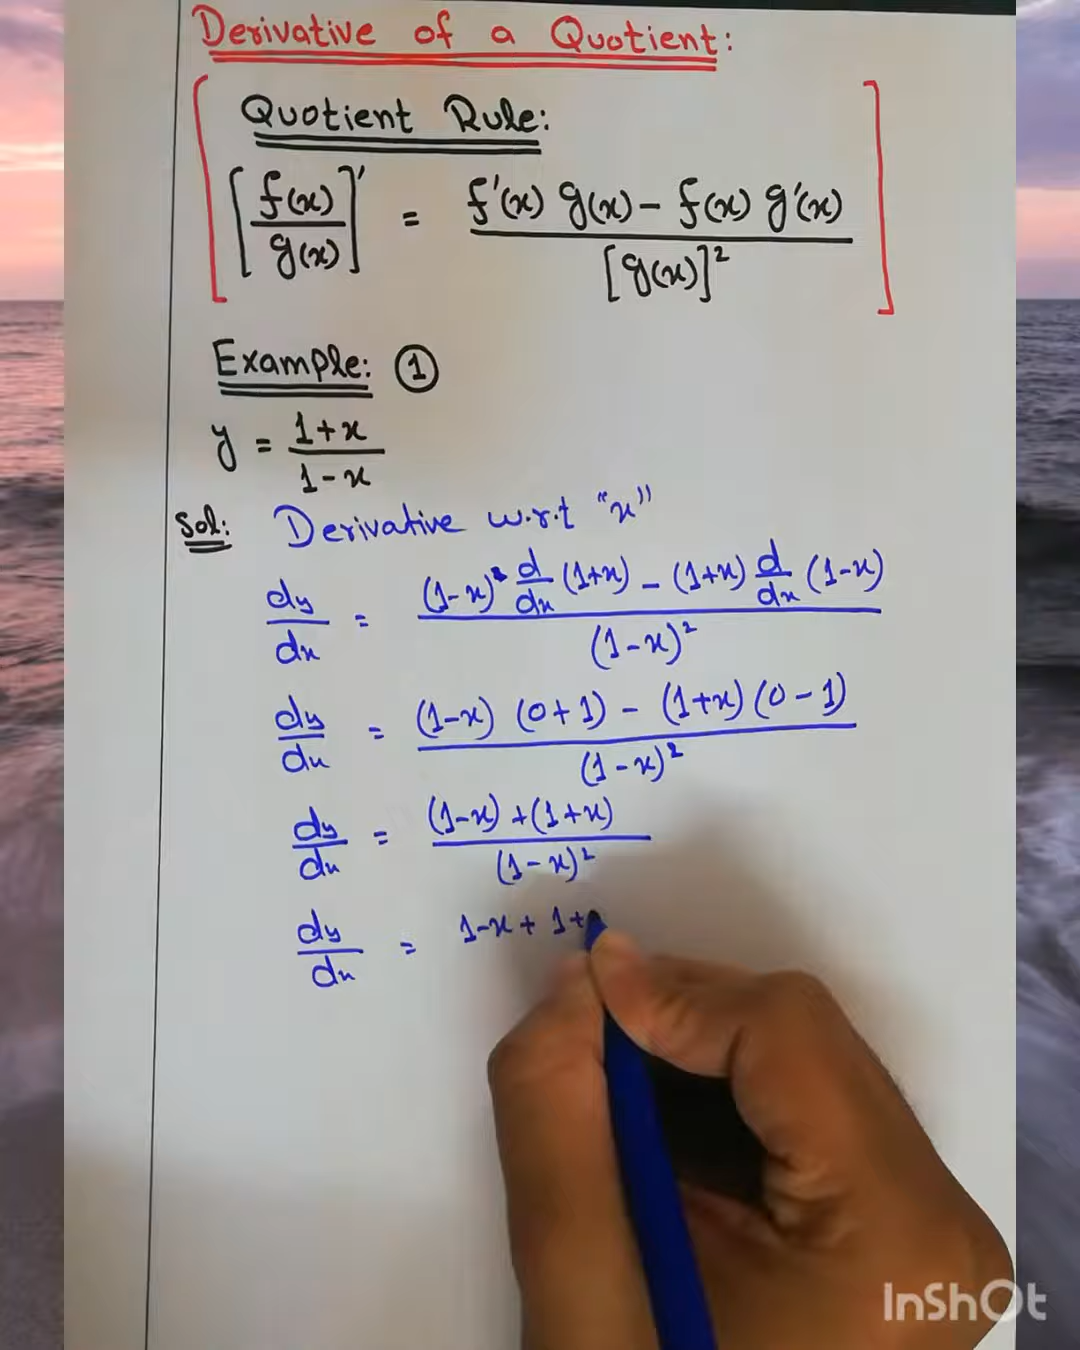 Derivative of a Quotient:
Quotient Rule:
[f(x)/g(x)]' = f'(x) g(x) - f(x) g'(x) / [g(x)]²
Example: ①
y = 1+x / 1-x
Sol: Derivative w.r.t "x"
dy/dx = (1-x) d/dx (1+x) - (1+x) d/dx (1-x) / (1-x)²
dy/dx = (1-x) (0+1) - (1+x) (0-1) / (1-x)²
dy/dx = (1-x) + (1+x) / (1-x)²
dy/dx = 1-x + 1+
InShOt